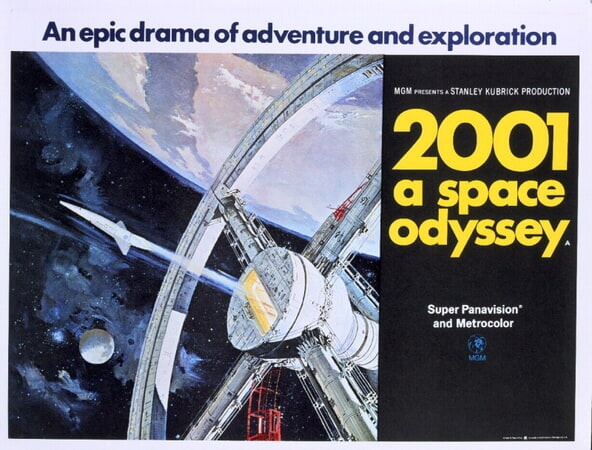 An epic drama of adventure and exploration
MGM PRESENTS A STANLEY KUBRICK PRODUCTION
2001
a space
odyssey
A
Super Panavision*
and Metrocolor
MGM